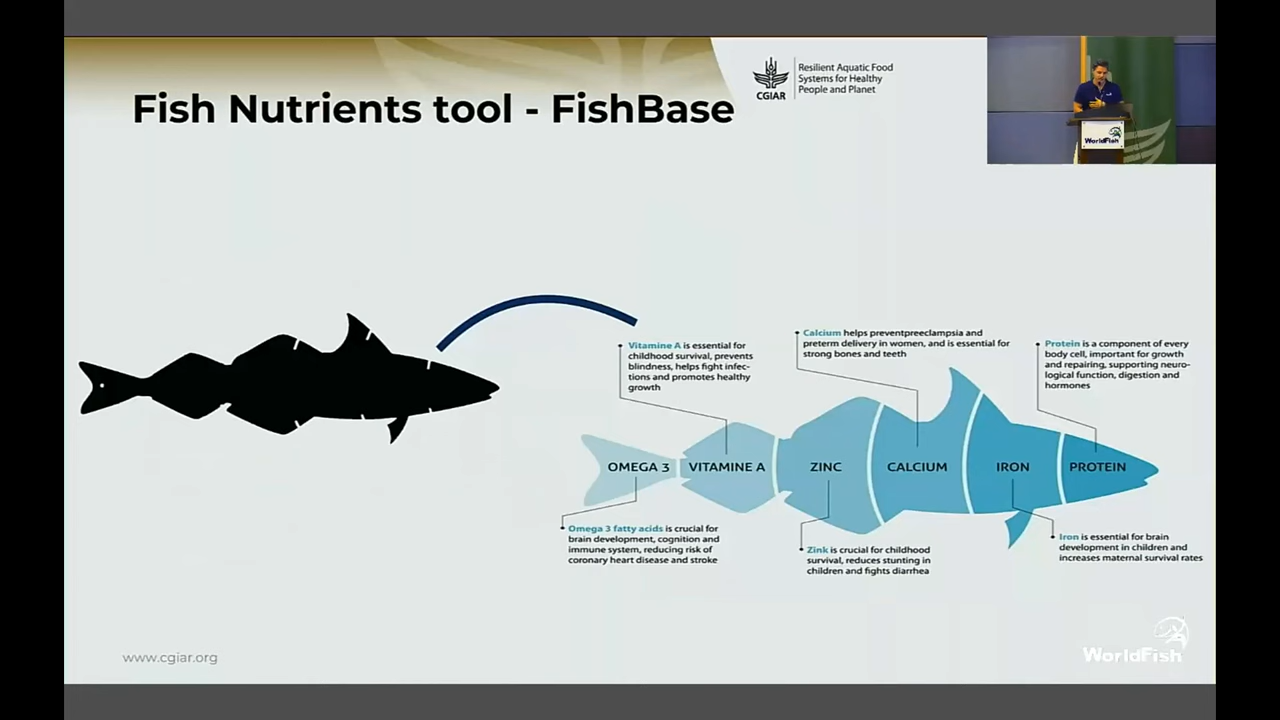 Fish Nutrients tool - FishBase
CGIAR
Resilient Aquatic Food
Systems for Healthy
People and Planet
WorldFish
Vitamine A is essential for
childhood survival, prevents
blindness, helps fight infec-
tions and promotes healthy
growth
Calcium helps preventpreeclampsia and
preterm delivery in women, and is essential for
strong bones and teeth
Protein is a component of every
body cell, important for growth
and repairing, supporting neuro-
logical function, digestion and
hormones
OMEGA 3
VITAMINE A
ZINC
CALCIUM
IRON
PROTEIN
Omega 3 fatty acids is crucial for
brain development, cognition and
immune system, reducing risk of
coronary heart disease and stroke
Zink is crucial for childhood
survival, reduces stunting in
children and fights diarrhea
Iron is essential for brain
development in children and
increases maternal survival rates
www.cgiar.org
WorldFish